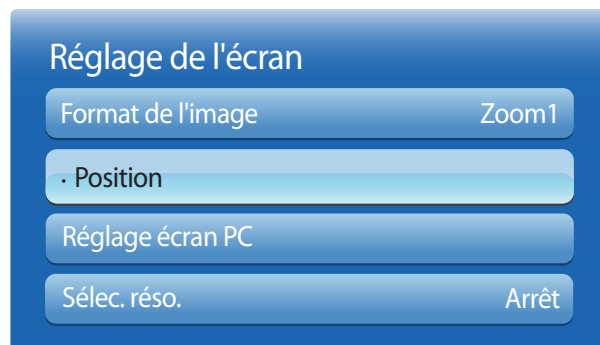 Réglage de l'écran
Format de l'image Zoom1
· Position
Réglage écran PC
Sélec. réso. Arrêt